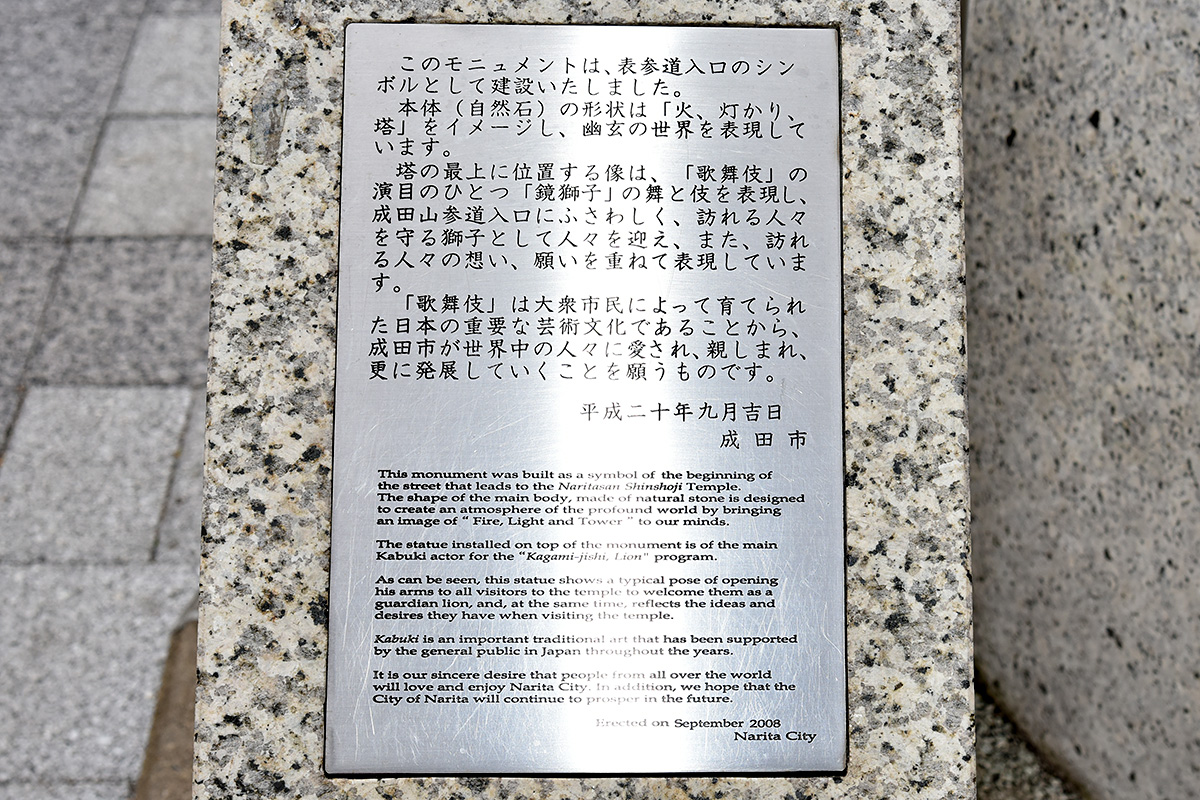 このモニュメントは、表参道入口のシン
ボルとして建設いたしました。
本体（自然石）の形状は「火、灯かり、
塔」をイメージし、幽玄の世界を表現して
います。
塔の最上に位置する像は、「歌舞伎」の
演目のひとつ「鏡獅子」の舞と伎を表現し、
成田山参道入口にふさわしく、訪れる人々
を守る獅子として人々を迎え、また、訪れ
る人々の想い、願いを重ねて表現していま
す。
「歌舞伎」は大衆市民によって育てられ
た日本の重要な芸術文化であることから、
成田市が世界中の人々に愛され、親しまれ、
更に発展していくことを願うものです。
平成二十年九月吉日
成田市
This monument was built as a symbol of the beginning of
the street that leads to the Naritasan Shinshoji Temple.
The shape of the main body, made of natural stone is designed
to create an atmosphere of the profound world by bringing
an image of “ Fire, Light and Tower ” to our minds.
The statue installed on top of the monument is of the main
Kabuki actor for the “Kagami-jishi, Lion” program.
As can be seen, this statue shows a typical pose of opening
his arms to all visitors to the temple to welcome them as a
guardian lion, and, at the same time, reflects the ideas and
desires they have when visiting the temple.
Kabuki is an important traditional art that has been supported
by the general public in Japan throughout the years.
It is our sincere desire that people from all over the world
will love and enjoy Narita City. In addition, we hope that the
City of Narita will continue to prosper in the future.
Erected on September 2008
Narita City